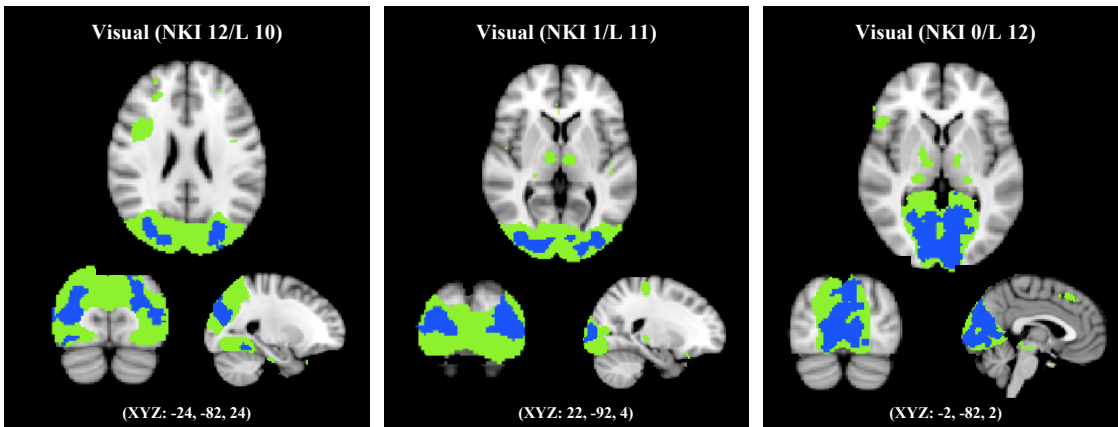 Visual (NKI 12/L 10)
(XYZ: -24, -82, 24)
Visual (NKI 1/L 11)
(XYZ: 22, -92, 4)
Visual (NKI 0/L 12)
(XYZ: -2, -82, 2)